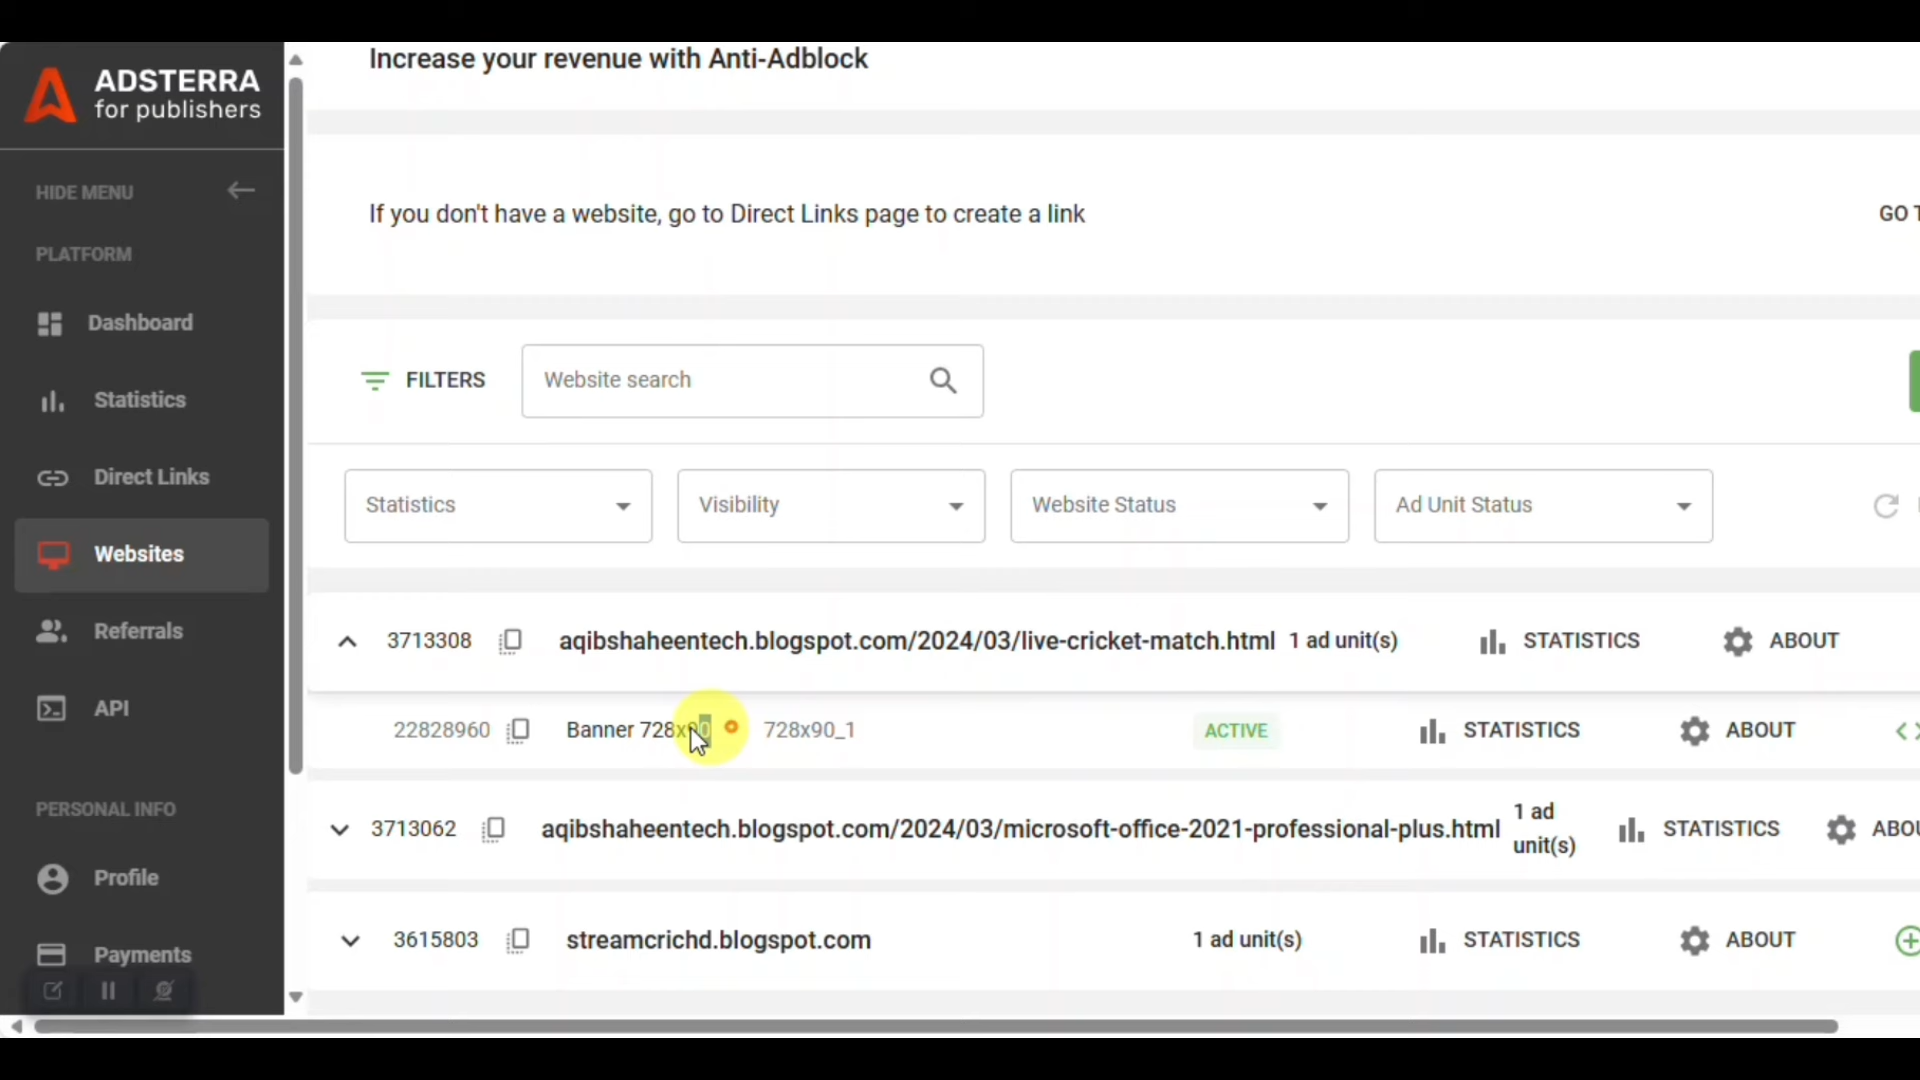 Increase your revenue with Anti-Adblock
ADSTERRA
for publishers
HIDE MENU
If you don't have a website, go to Direct Links page to create a link
GO T
PLATFORM
Dashboard
FILTERS
Website search
Statistics
Direct Links
Statistics
Visibility
Website Status
Ad Unit Status
Websites
Referrals
3713308
aqibshaheentech.blogspot.com/2024/03/live-cricket-match.html
1 ad unit(s)
STATISTICS
ABOUT
API
22828960
Banner 728x90
728x90_1
ACTIVE
STATISTICS
ABOUT
PERSONAL INFO
3713062
aqibshaheentech.blogspot.com/2024/03/microsoft-office-2021-professional-plus.html
1 ad
unit(s)
STATISTICS
ABOU
Profile
3615803
streamcrichd.blogspot.com
1 ad unit(s)
STATISTICS
ABOUT
Payments